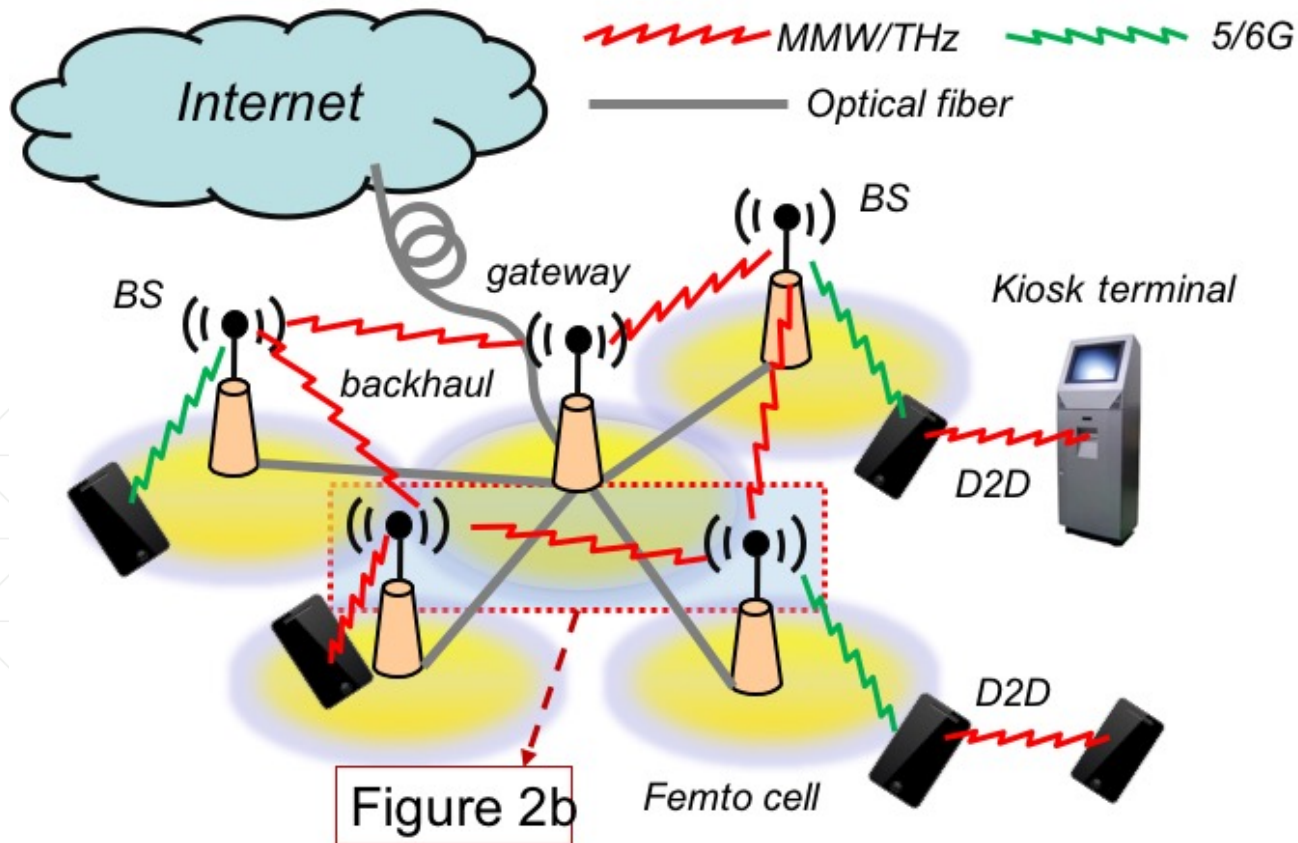 MMW/THz
5/6G
Internet
Optical fiber
BS
gateway
Kiosk terminal
BS
backhaul
D2D
D2D
Femto cell
Figure 2b